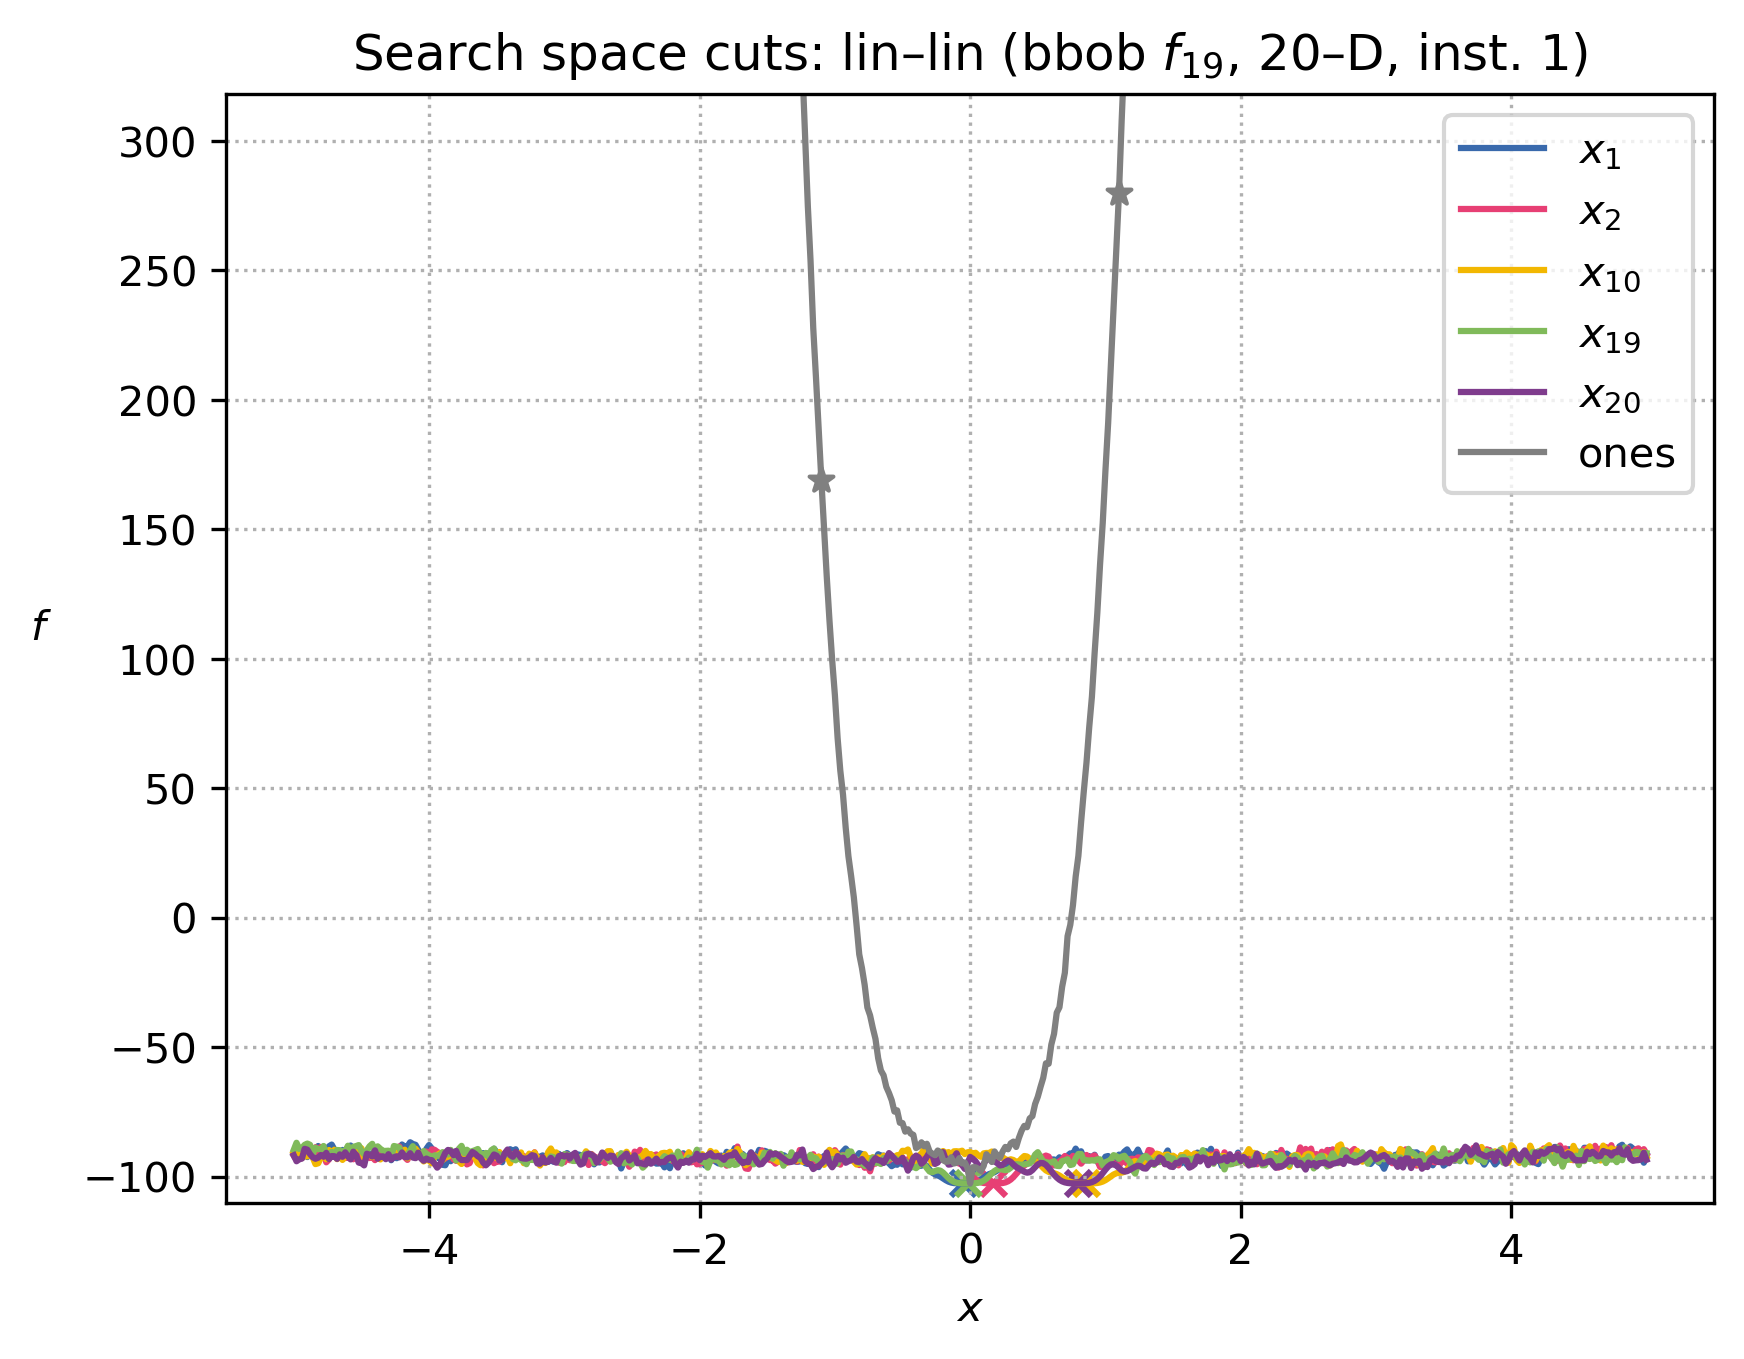 Search space cuts: lin–lin (bbob f₁₉, 20–D, inst. 1)
300
250
200
150
100
50
0
−50
−100
f
x₁
x₂
x₁₀
x₁₉
x₂₀
ones
−4 −2 0 2 4
x